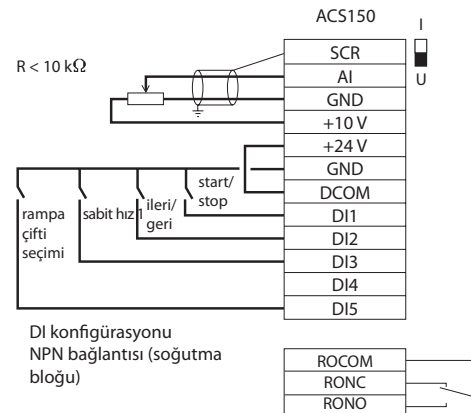 ACS150
I
U
R < 10 kΩ
SCR
AI
GND
+10 V
+24 V
GND
DCOM
DI1
DI2
DI3
DI4
DI5
start/
stop
ileri/
geri
sabit hız 1
rampa
çifti
seçimi
DI konfigürasyonu
NPN bağlantısı (soğutma
bloğu)
ROCOM
RONC
RONO